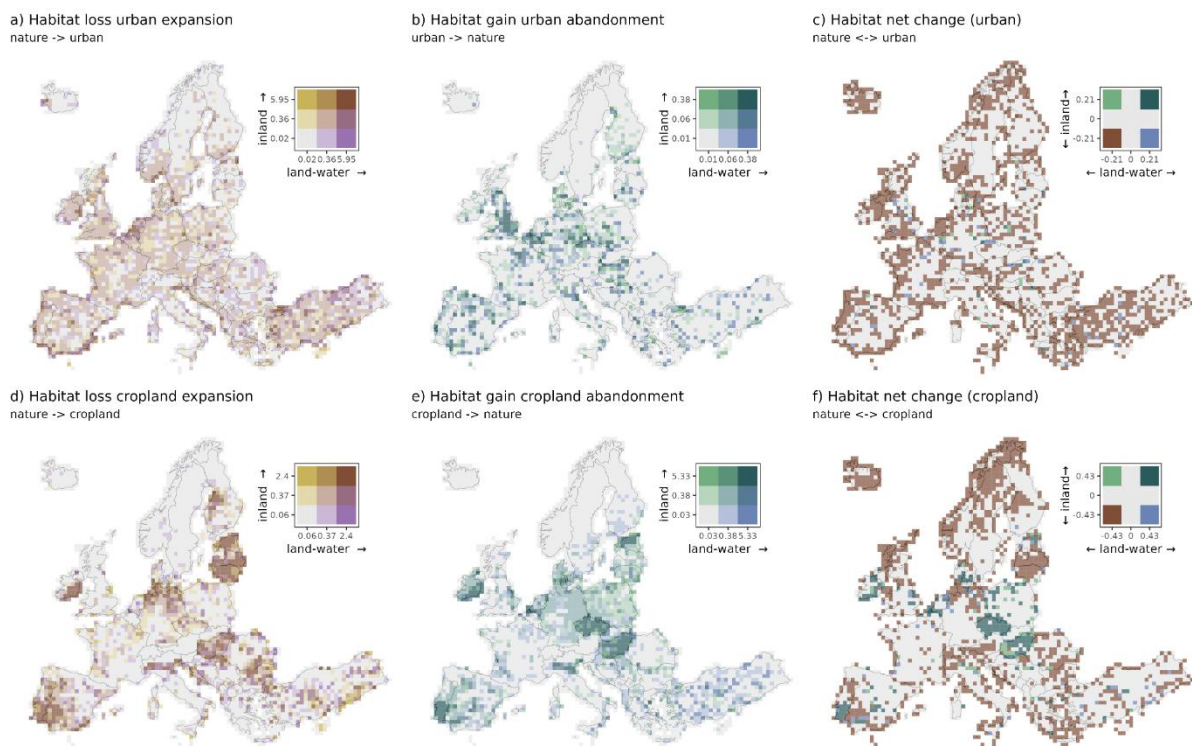 a) Habitat loss urban expansion
nature -> urban
inland →
5.95
0.36
0.02
0.02 0.36 5.95
land-water →
b) Habitat gain urban abandonment
urban -> nature
inland →
0.38
0.06
0.01
0.01 0.06 0.38
land-water →
c) Habitat net change (urban)
nature <-> urban
← inland→
0.21
0
-0.21
-0.21 0 0.21
← land-water →
d) Habitat loss cropland expansion
nature -> cropland
inland →
2.4
0.37
0.06
0.06 0.37 2.4
land-water →
e) Habitat gain cropland abandonment
cropland -> nature
inland →
5.33
0.38
0.03
0.03 0.38 5.33
land-water →
f) Habitat net change (cropland)
nature <-> cropland
← inland→
0.43
0
-0.43
-0.43 0 0.43
← land-water →